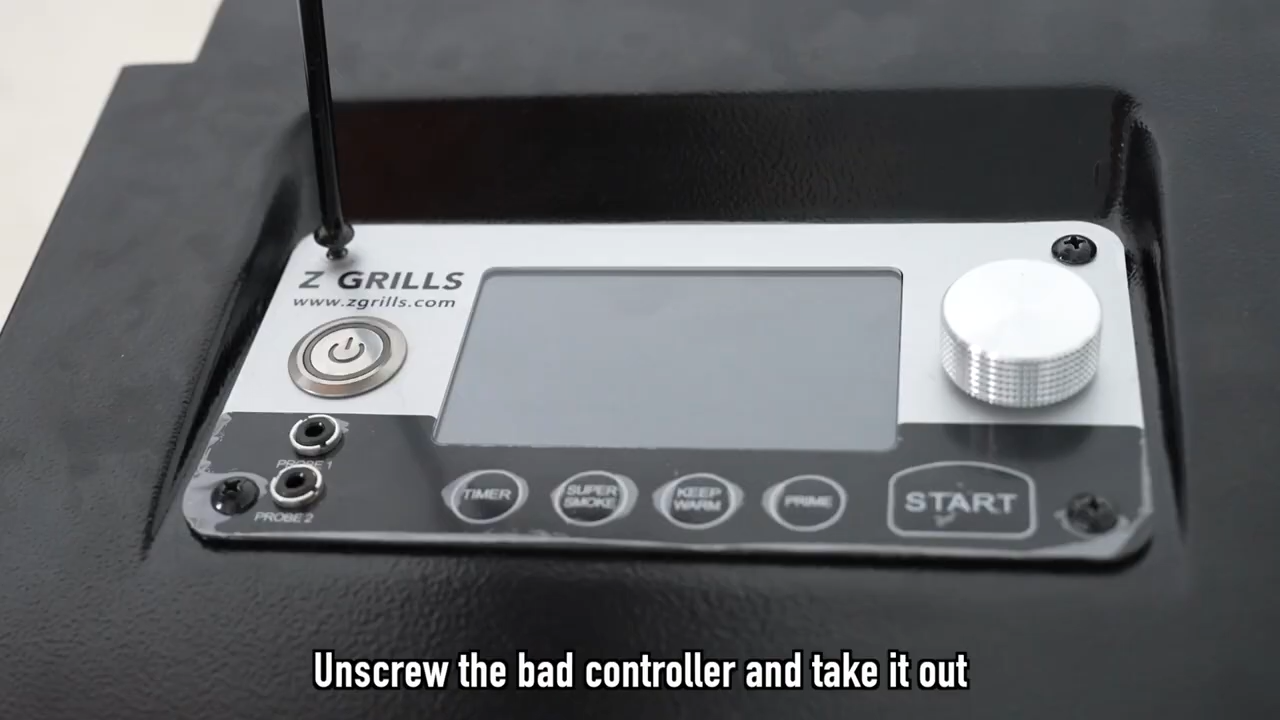 Z GRILLS
www.zgrills.com
PROBE 1
PROBE 2
TIMER
SUPER
SMOKE
KEEP
WARM
PRIME
START
Unscrew the bad controller and take it out